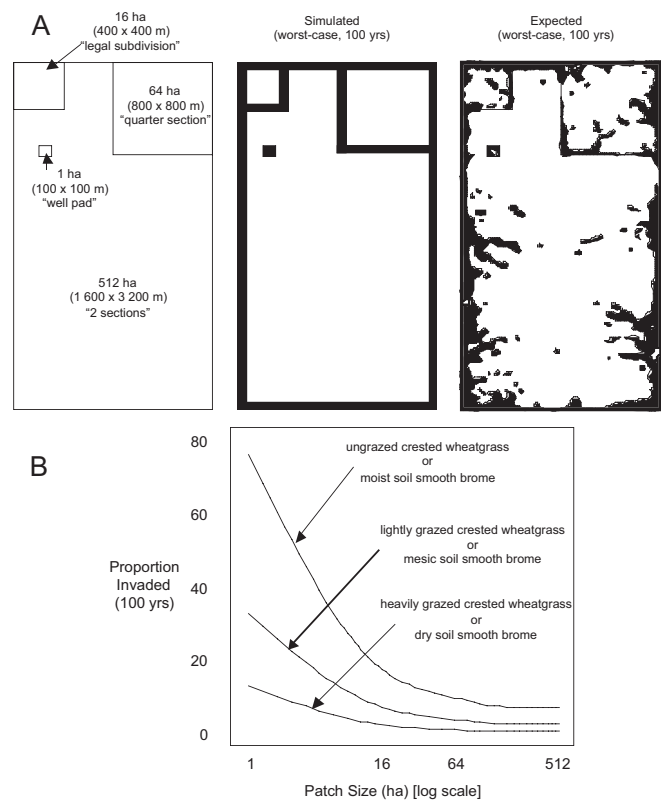 A
16 ha
(400 x 400 m)
“legal subdivision”
64 ha
(800 x 800 m)
“quarter section”
1 ha
(100 x 100 m)
“well pad”
512 ha
(1 600 x 3 200 m)
“2 sections”
Simulated
(worst-case, 100 yrs)
Expected
(worst-case, 100 yrs)
B
80
60
40
20
0
Proportion
Invaded
(100 yrs)
ungrazed crested wheatgrass
or
moist soil smooth brome
lightly grazed crested wheatgrass
or
mesic soil smooth brome
heavily grazed crested wheatgrass
or
dry soil smooth brome
1
16
64
512
Patch Size (ha) [log scale]